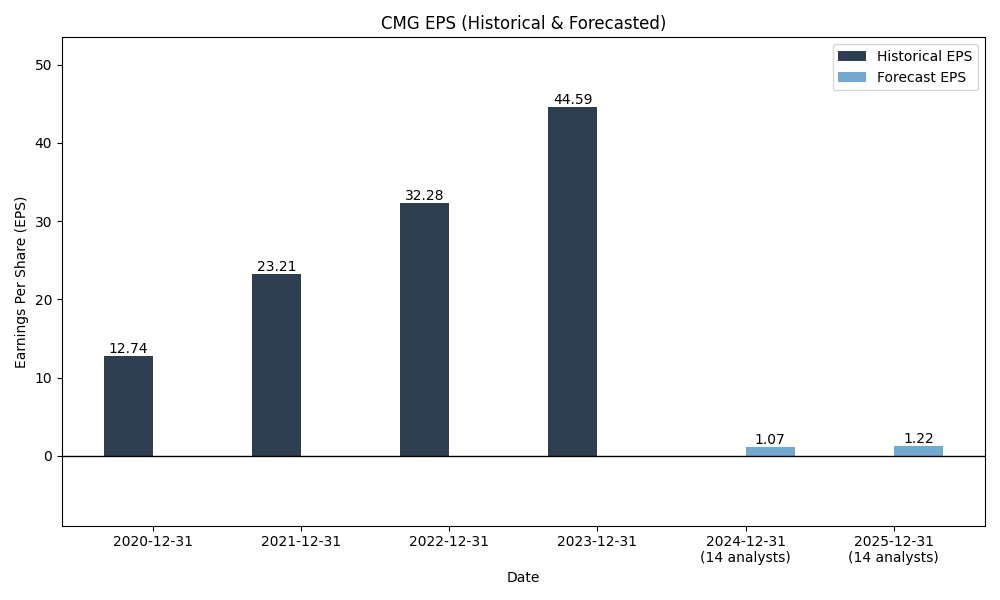 CMG EPS (Historical & Forecasted)
Historical EPS
Forecast EPS
Earnings Per Share (EPS)
50
40
30
20
10
0
12.74
23.21
32.28
44.59
1.07
1.22
2020-12-31
2021-12-31
2022-12-31
2023-12-31
2024-12-31
(14 analysts)
2025-12-31
(14 analysts)
Date